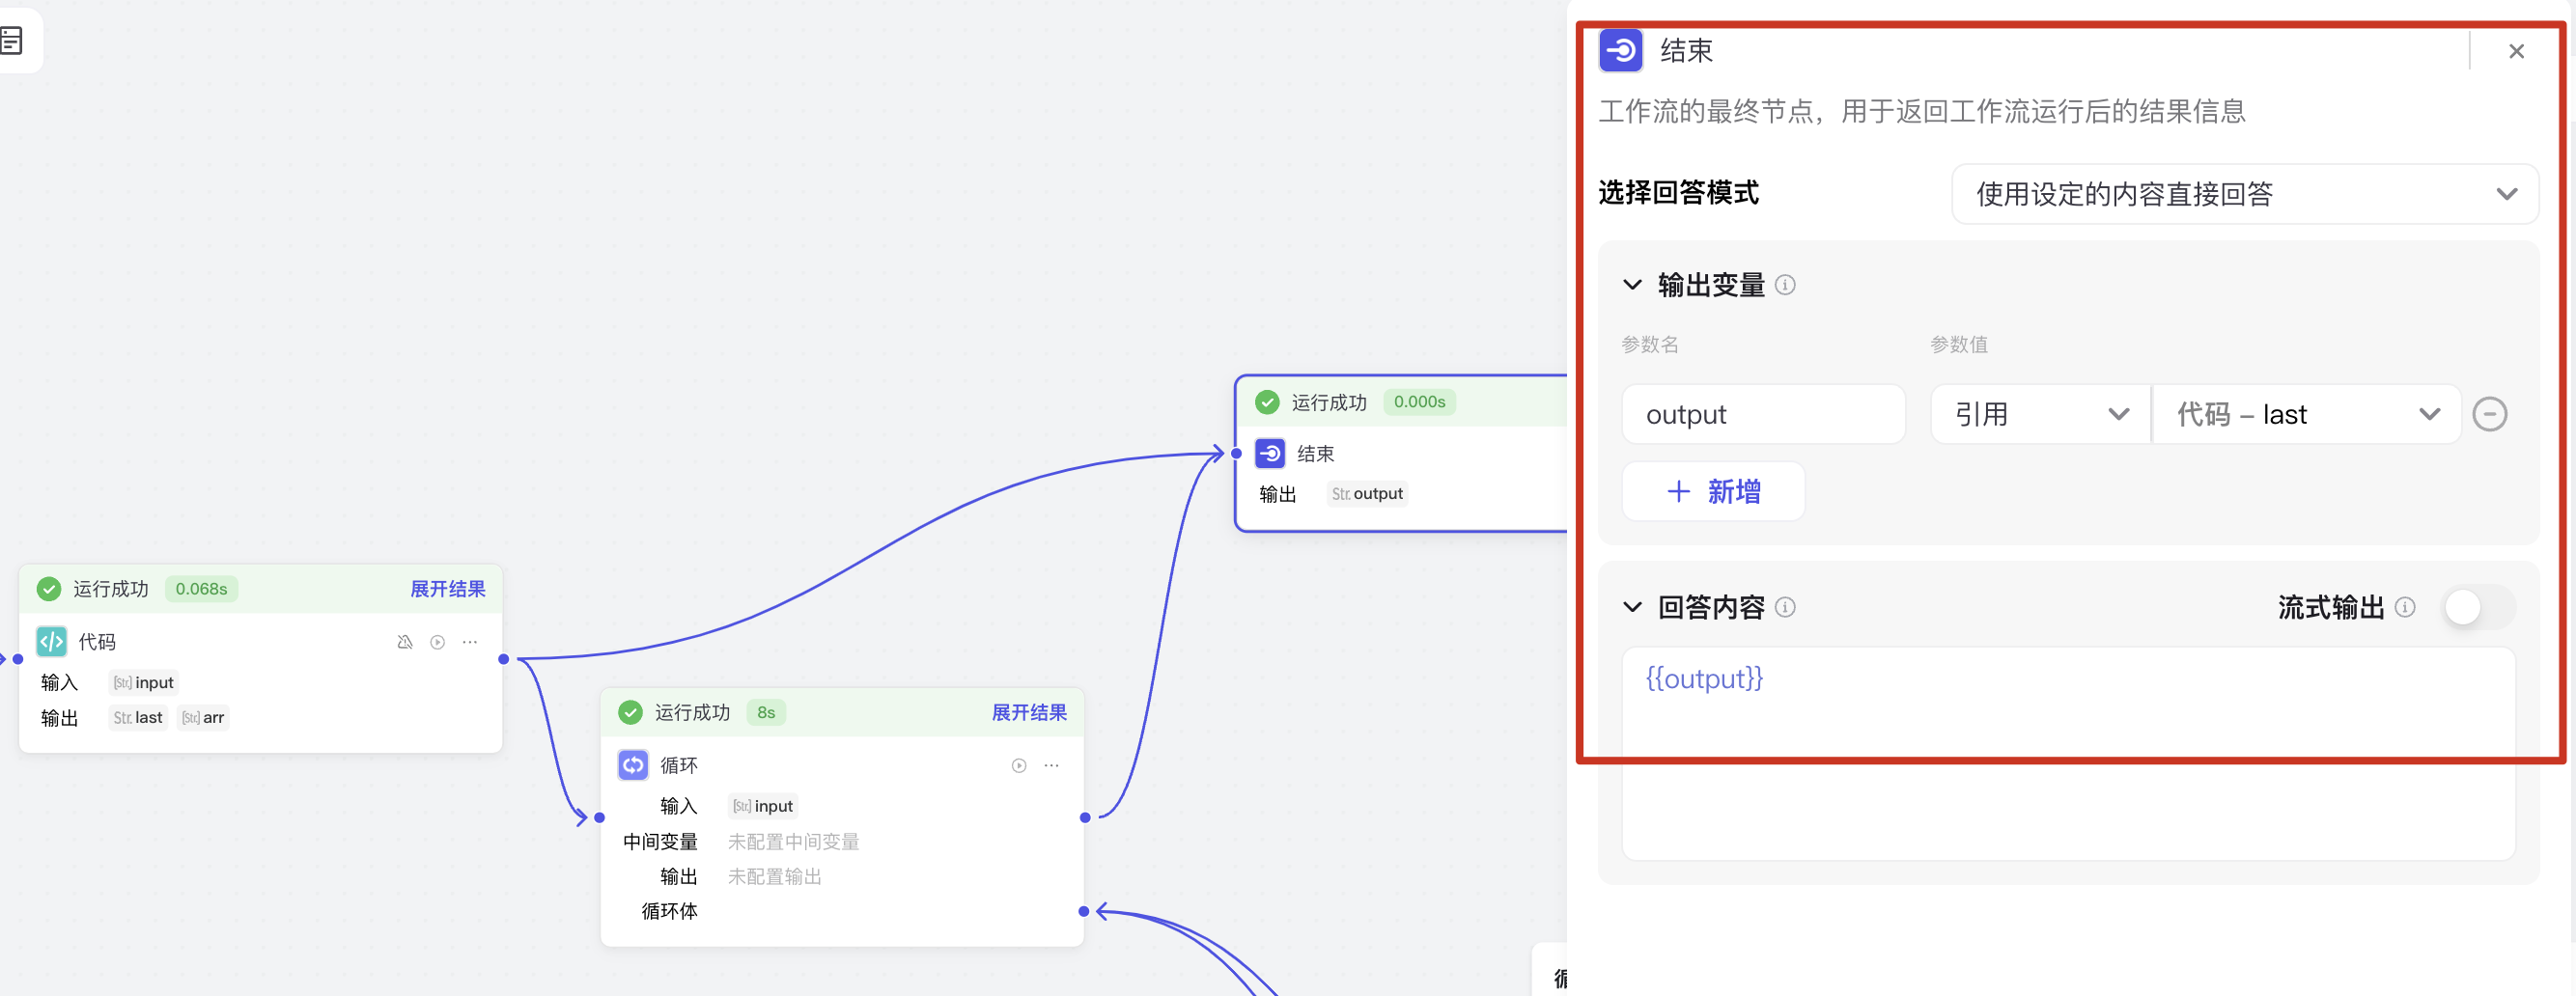 结束
工作流的最终节点，用于返回工作流运行后的结果信息
选择回答模式
使用设定的内容直接回答
输出变量
参数名 参数值
output 引用 代码 – last
新增
回答内容 流式输出
{{output}}
运行成功 0.000s
结束
输出 Str. output
运行成功 0.068s 展开结果
代码
输入 [Str.] input
输出 Str. last [Str.] arr
运行成功 8s 展开结果
循环
输入 [Str.] input
中间变量 未配置中间变量
输出 未配置输出
循环体